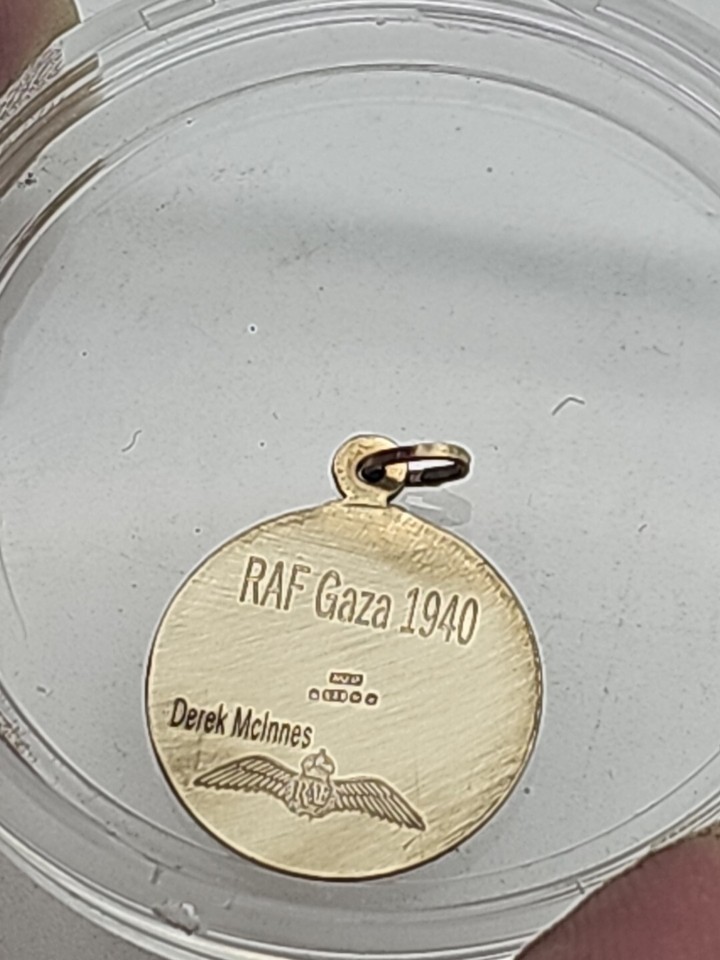 RAF Gaza 1940
Derek McInnes
RAF